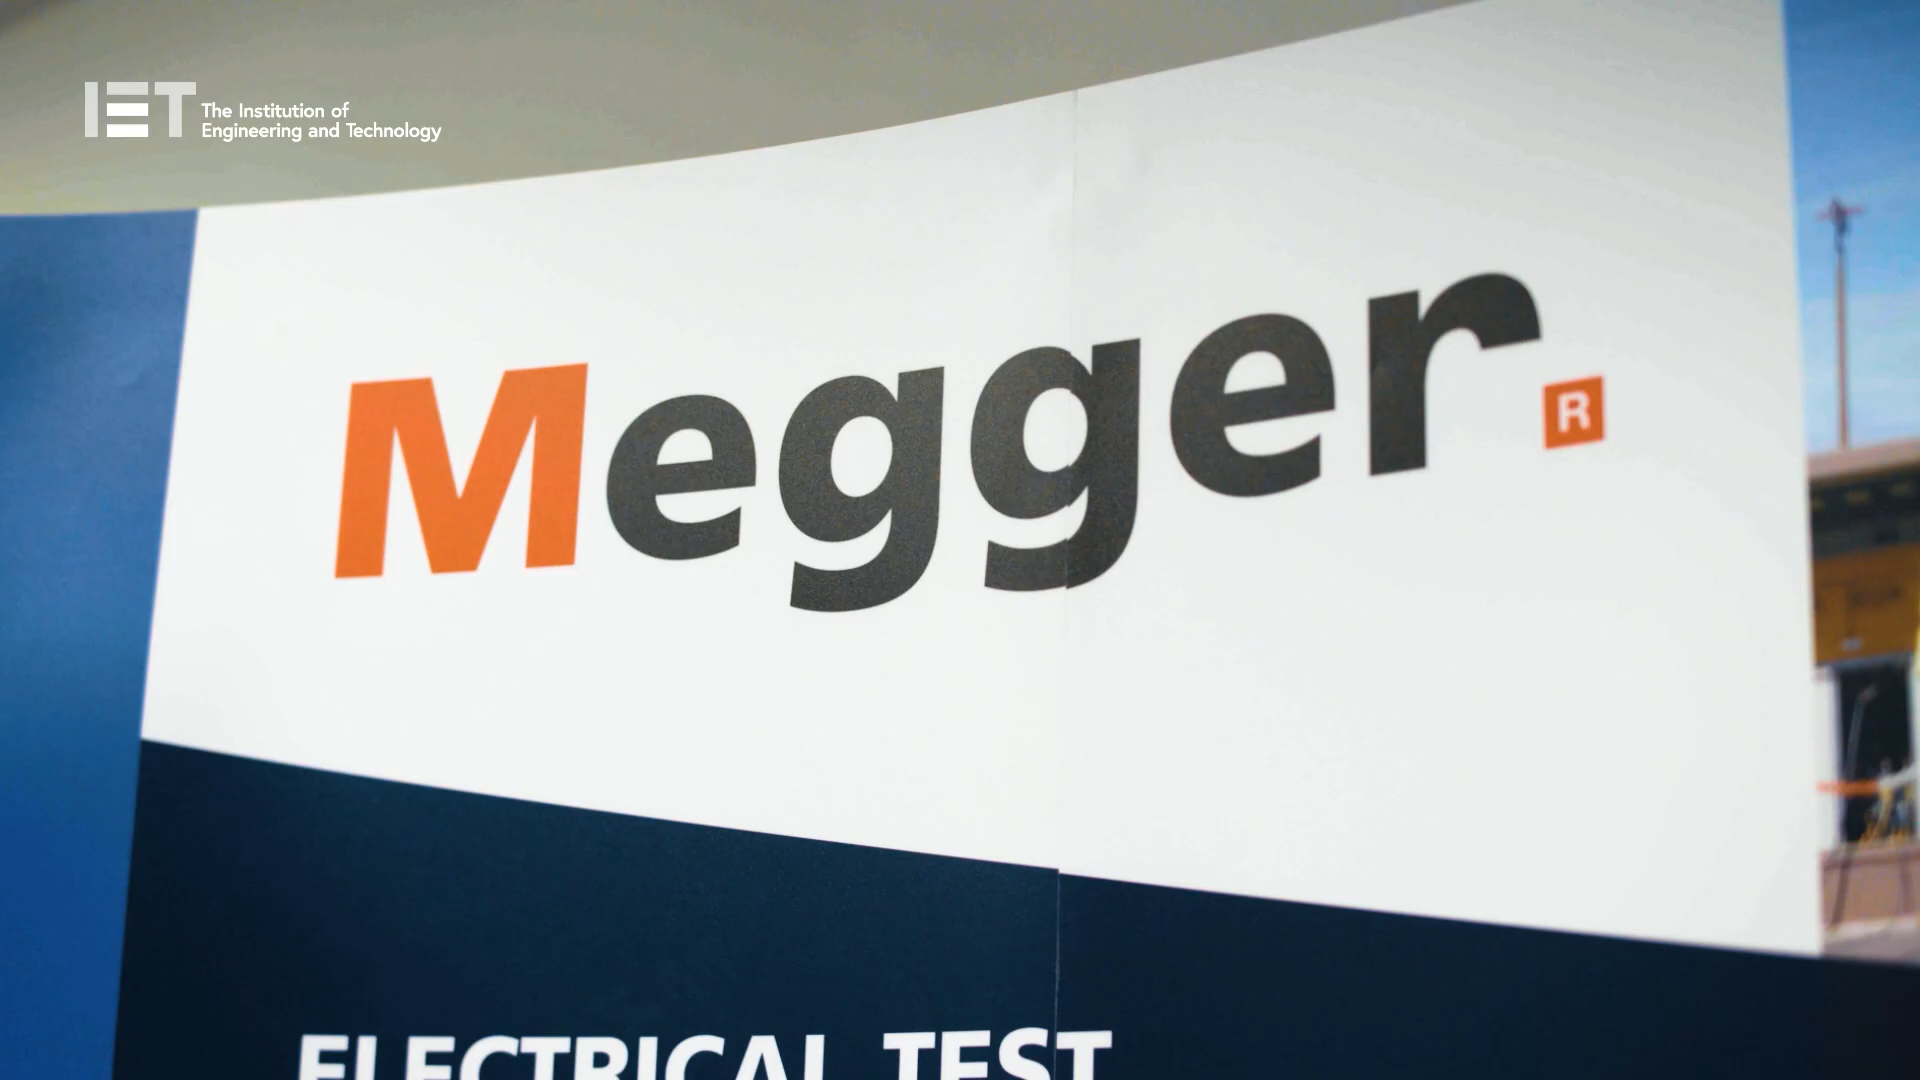 IET The Institution of
Engineering and Technology
Megger.
R
ELECTRICAL TEST